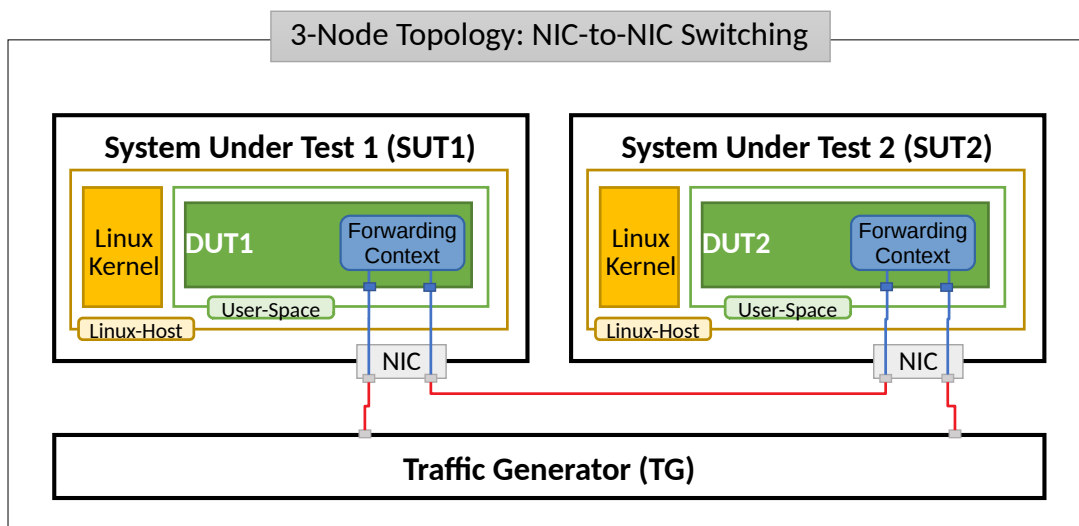 3-Node Topology: NIC-to-NIC Switching
System Under Test 1 (SUT1)
Linux
Kernel
DUT1
Forwarding
Context
User-Space
Linux-Host
NIC
System Under Test 2 (SUT2)
Linux
Kernel
DUT2
Forwarding
Context
User-Space
Linux-Host
NIC
Traffic Generator (TG)